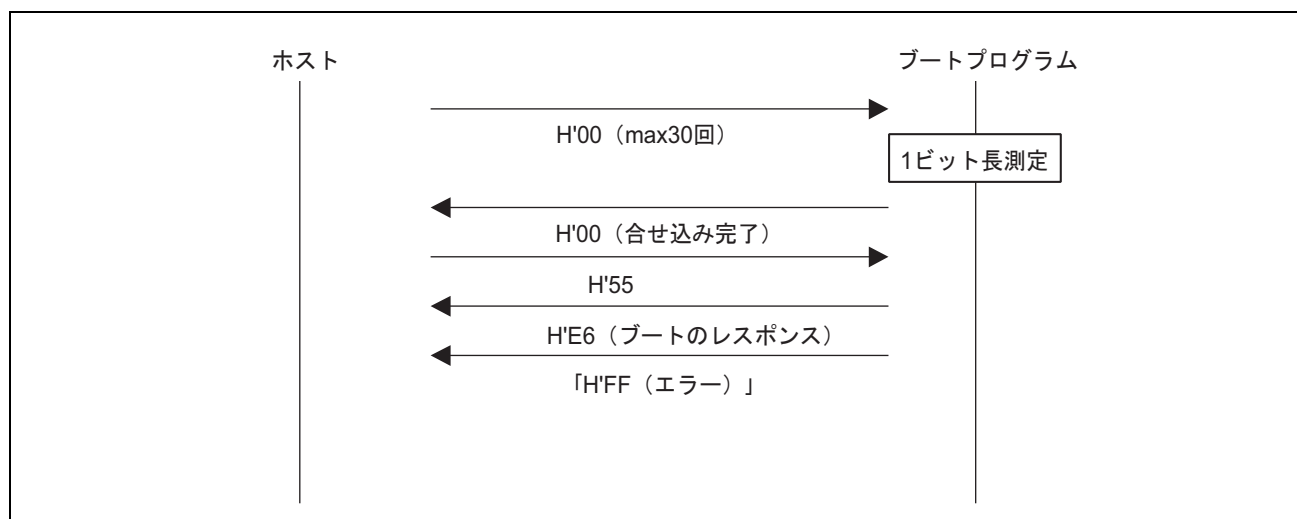 ホスト
ブートプログラム
H'00（max30回）
1ビット長測定
H'00（合せ込み完了）
H'55
H'E6（ブートのレスポンス）
「H'FF（エラー）」